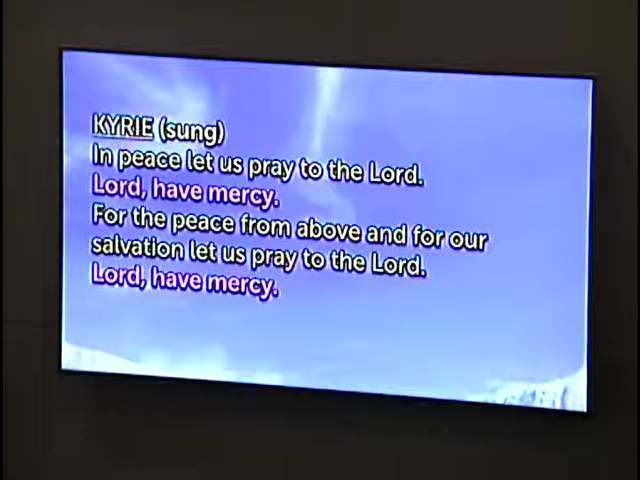 KYRIE (sung)
In peace let us pray to the Lord.
Lord, have mercy.
For the peace from above and for our
salvation let us pray to the Lord.
Lord, have mercy.